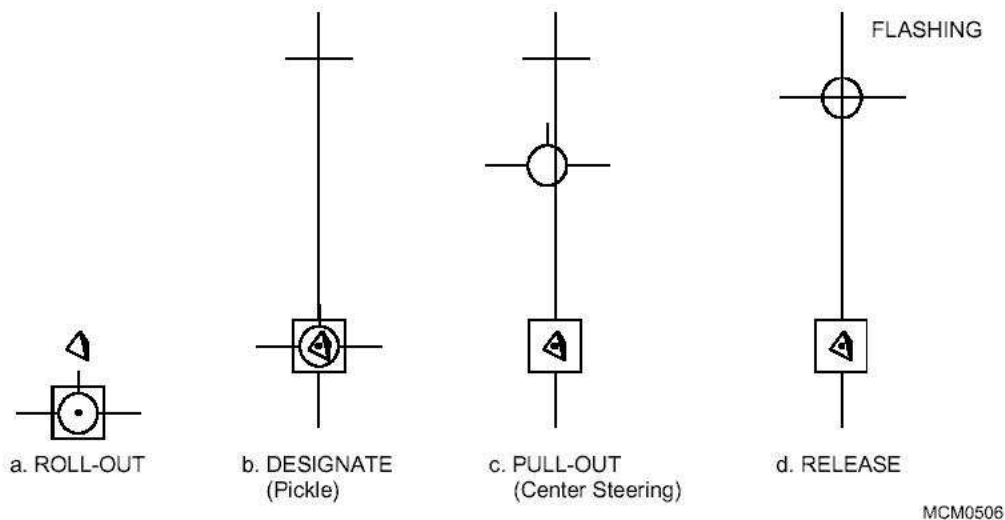 FLASHING
a. ROLL-OUT
b. DESIGNATE
(Pickle)
c. PULL-OUT
(Center Steering)
d. RELEASE
MCM0506